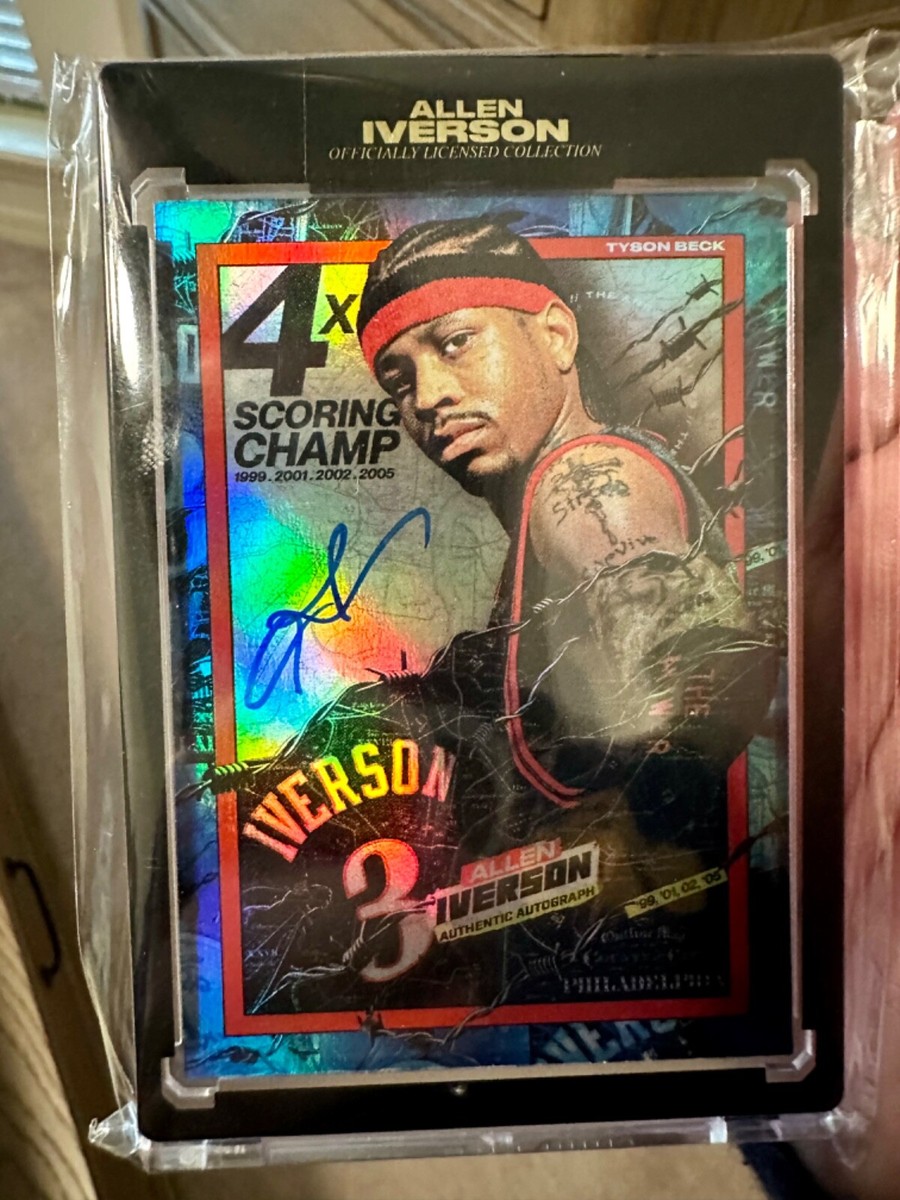 ALLEN
IVERSON
OFFICIALLY LICENSED COLLECTION
TYSON BECK
4X
SCORING
CHAMP
1999.2001.2002.2005
IVERSON
3
ALLEN
IVERSON
AUTHENTIC AUTOGRAPH
'99, '01, 02, '05
PHILADELPHIA